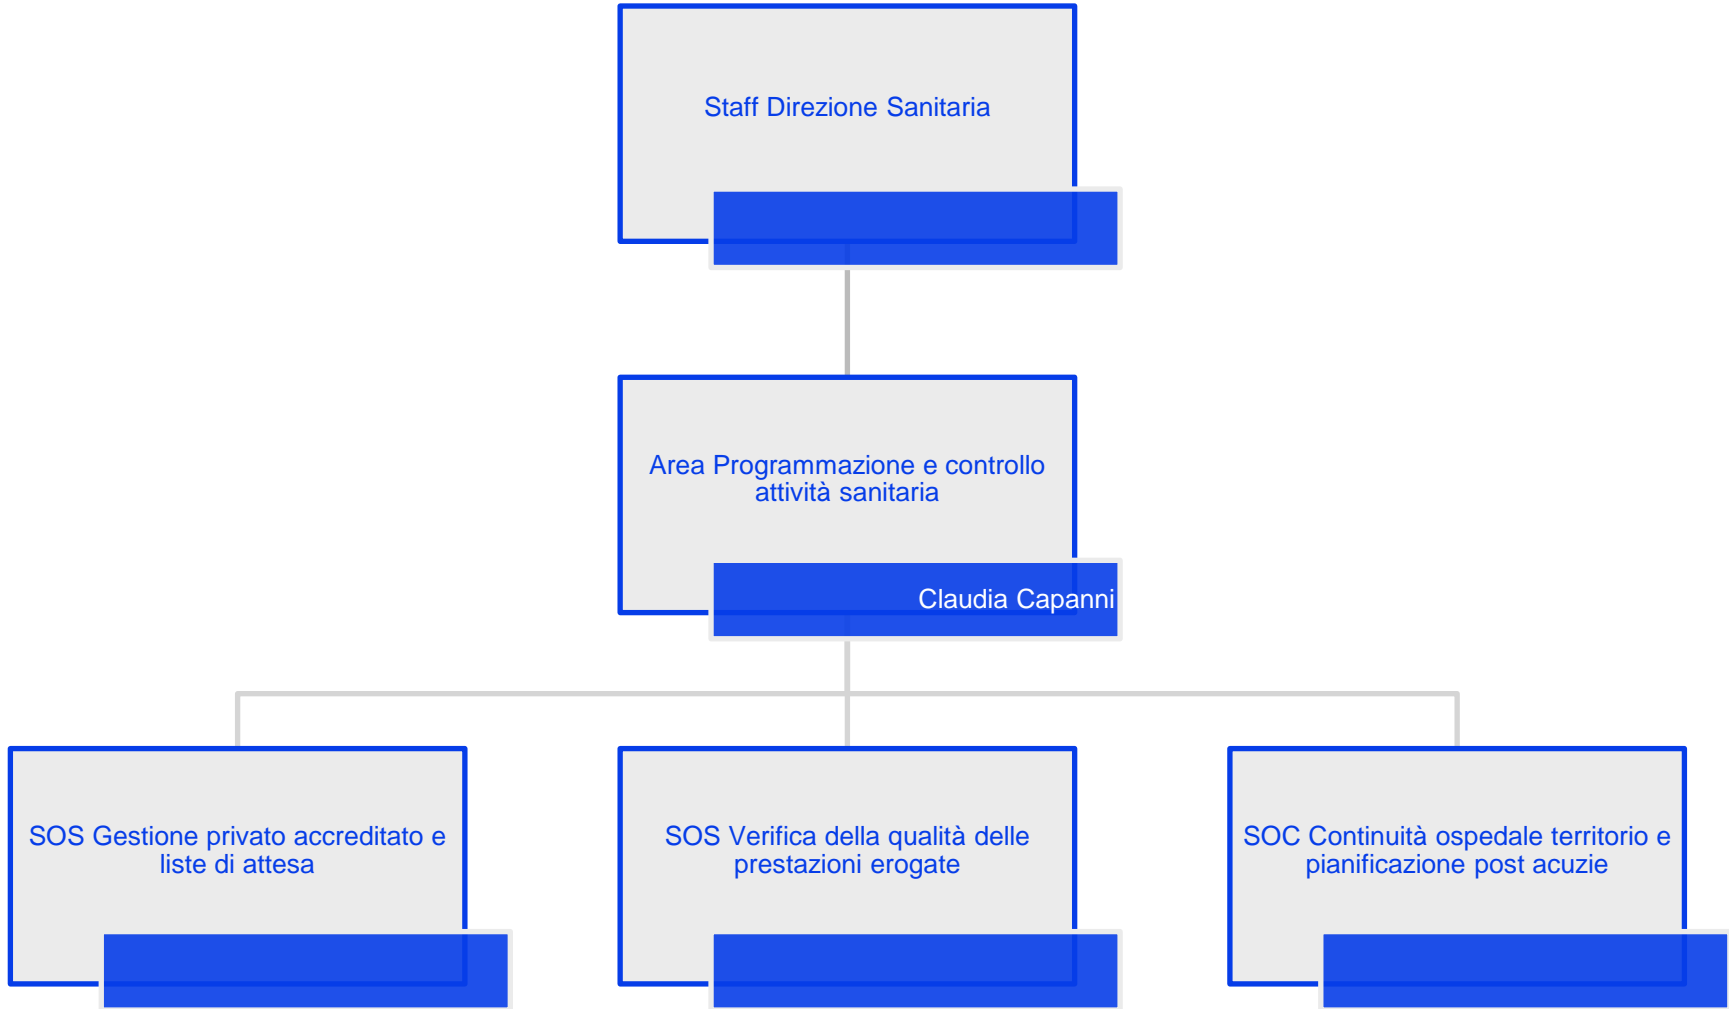 Staff Direzione Sanitaria
Area Programmazione e controllo
attività sanitaria
Claudia Capanni
SOS Gestione privato accreditato e
liste di attesa
SOS Verifica della qualità delle
prestazioni erogate
SOC Continuità ospedale territorio e
pianificazione post acuzie